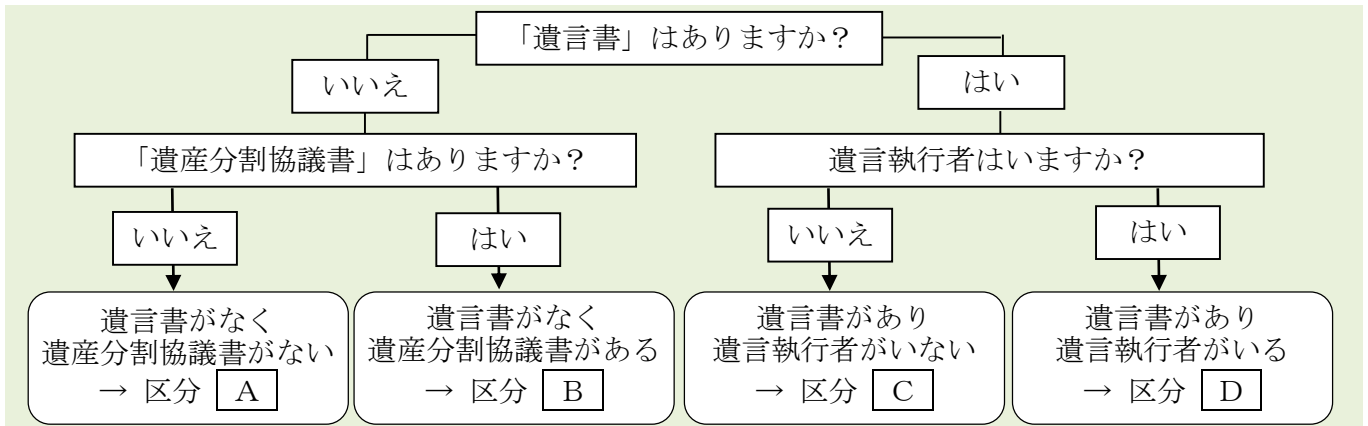 「遺言書」はありますか？
いいえ
はい
「遺産分割協議書」はありますか？
遺言執行者はいますか？
いいえ
はい
いいえ
はい
遺言書がなく
遺産分割協議書がない
→ 区分 A
遺言書がなく
遺産分割協議書がある
→ 区分 B
遺言書があり
遺言執行者がいない
→ 区分 C
遺言書があり
遺言執行者がいる
→ 区分 D